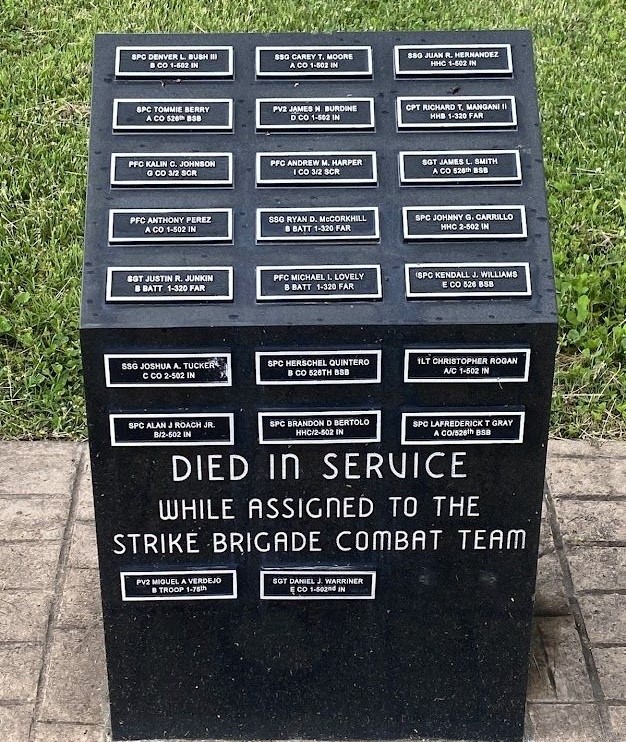 SPC DENVER L. BUSH III
B CO 1-502 IN
SSG CAREY T. MOORE
A CO 1-502 IN
SSG JUAN R. HERNANDEZ
HHC 1-502 IN
SPC TOMMIE BERRY
A CO 526th BSB
PV2 JAMES N BURDINE
D CO 1-502 IN
CPT RICHARD T. MANGANI II
HHB 1-320 FAR
PFC KALIN C. JOHNSON
G CO 3/2 SCR
PFC ANDREW M. HARPER
I CO 3/2 SCR
SGT JAMES L. SMITH
A CO 526th BSB
PFC ANTHONY PEREZ
A CO 1-502 IN
SSG RYAN D. McCORKHILL
B BATT 1-320 FAR
SPC JOHNNY G. CARRILLO
HHC 2-502 IN
SGT JUSTIN R. JUNKIN
B BATT 1-320 FAR
PFC MICHAEL I. LOVELY
B BATT 1-320 FAR
SPC KENDALL J. WILLIAMS
E CO 526 BSB
SSG JOSHUA A. TUCKER
C CO 2-502 IN
SPC HERSCHEL QUINTERO
B CO 526TH BSB
1LT CHRISTOPHER ROGAN
A/C 1-502 IN
SPC ALAN J ROACH JR.
B/2-502 IN
SPC BRANDON D BERTOLO
HHC/2-502 IN
SPC LAFREDERICK T GRAY
A CO/526th BSB
DIED IN SERVICE
WHILE ASSIGNED TO THE
STRIKE BRIGADE COMBAT TEAM
PV2 MIGUEL A VERDEJO
B TROOP 1-75th
SGT DANIEL J. WARRINER
E CO 1-502nd IN